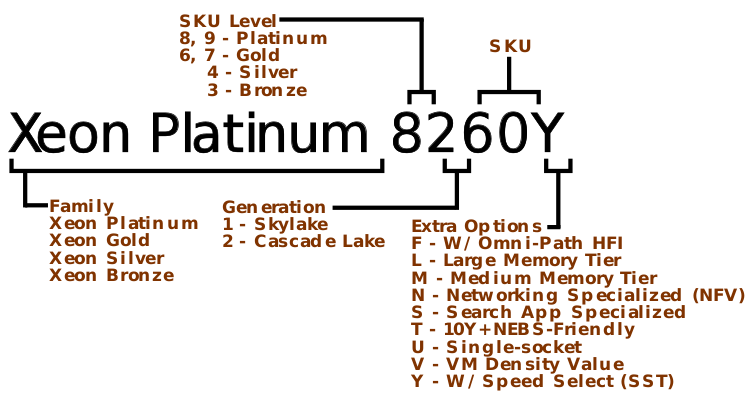 SKU Level
8, 9 - Platinum
6, 7 - Gold
4 - Silver
3 - Bronze
SKU
Xeon Platinum 8260Y
Family
Xeon Platinum
Xeon Gold
Xeon Silver
Xeon Bronze
Generation
1 - Skylake
2 - Cascade Lake
Extra Options
F - W/ Omni-Path HFI
L - Large Memory Tier
M - Medium Memory Tier
N - Networking Specialized (NFV)
S - Search App Specialized
T - 10Y+NEBS-Friendly
U - Single-socket
V - VM Density Value
Y - W/ Speed Select (SST)